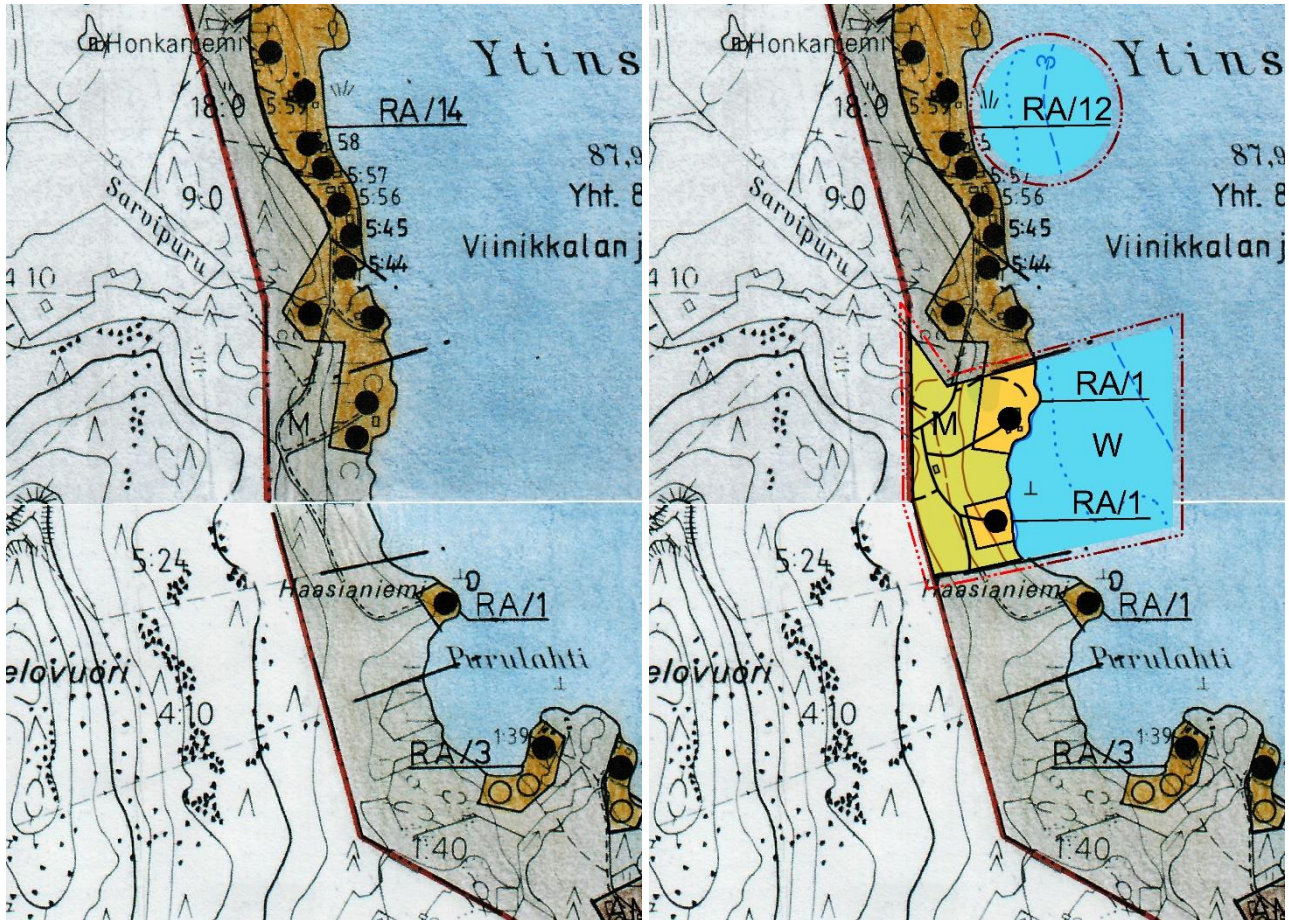 Honkaniemi
Ytins
18:0
5:59
RA/14
58
87,9
5:57
Sarvipuru
9:0
5:56
Yht. 8
5:45
Viinikkalan j
5:44
4 10
M
5:24
Haasianiemi
RA/1
elovuori
Purulahti
4:10
1:39
RA/3
1:40
Honkaniemi
3
Ytins
18:0
5:59
RA/12
87,9
Sarvipuru
9:0
5:56
Yht. 8
5:45
Viinikkalan j
5:44
4 10
RA/1
M
W
RA/1
5:24
Haasianiemi
RA/1
elovuori
Purulahti
4:10
1:39
RA/3
1:40